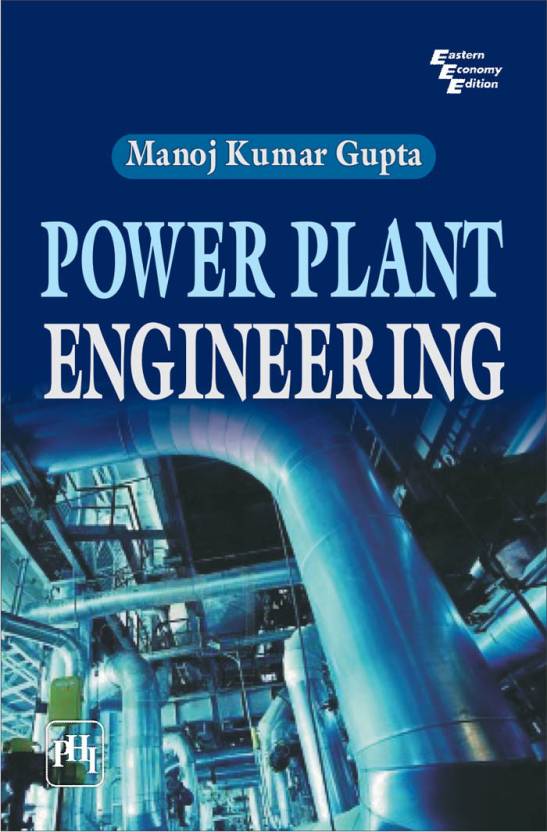 Eastern
Economy
Edition
Manoj Kumar Gupta
POWER PLANT
ENGINEERING
PHI